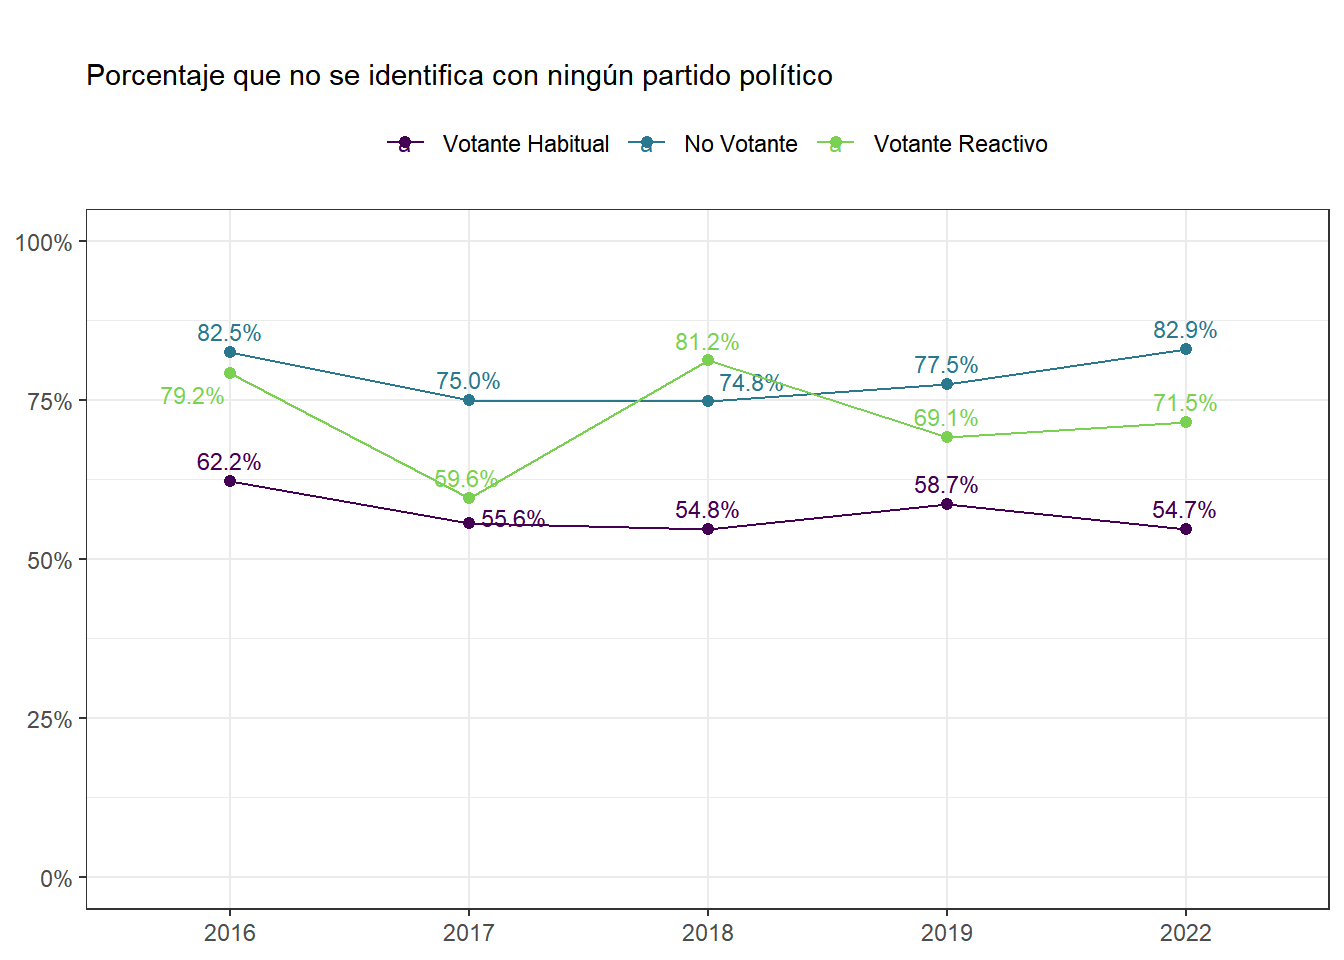 Porcentaje que no se identifica con ningún partido político
a Votante Habitual a No Votante a Votante Reactivo
100%
82.5% 75.0% 81.2% 74.8% 77.5% 82.9%
75%
79.2% 59.6% 69.1% 71.5%
62.2% 55.6% 54.8% 58.7% 54.7%
50%
25%
0%
2016 2017 2018 2019 2022